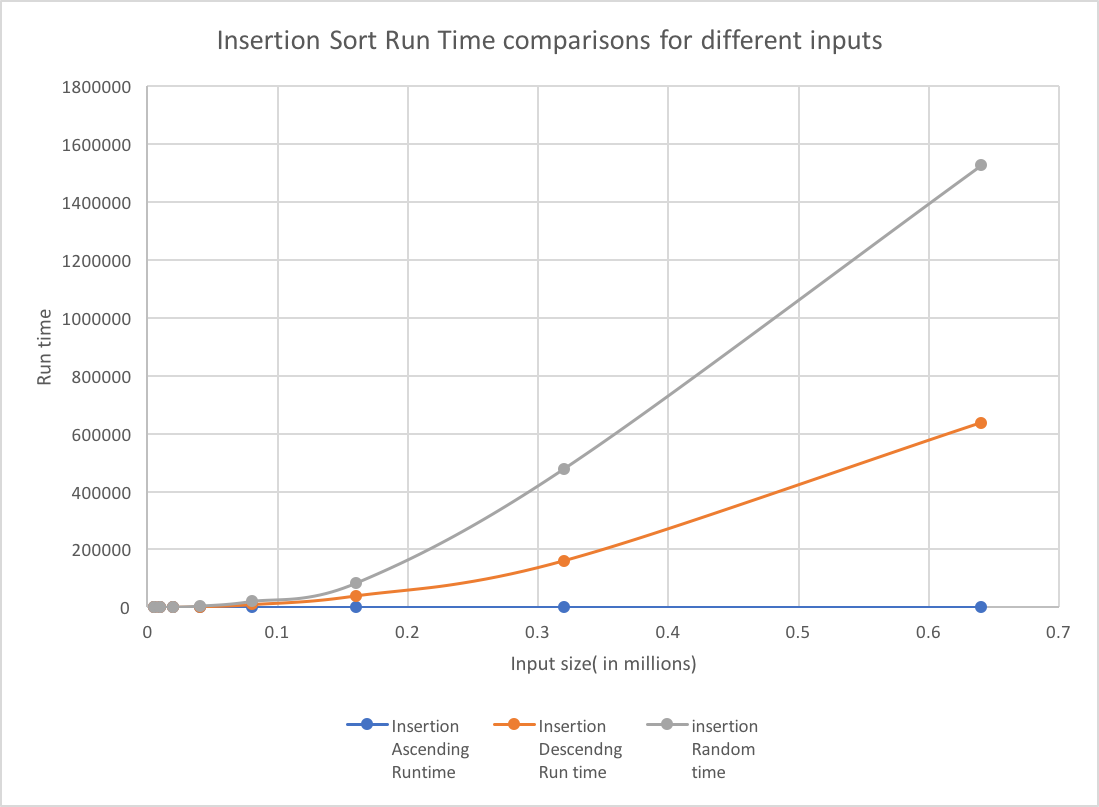 Insertion Sort Run Time comparisons for different inputs
1800000
1600000
1400000
1200000
1000000
800000
600000
400000
200000
0
Run time
0 0.1 0.2 0.3 0.4 0.5 0.6 0.7
Input size( in millions)
Insertion Ascending Runtime
Insertion Descendng Run time
insertion Random time